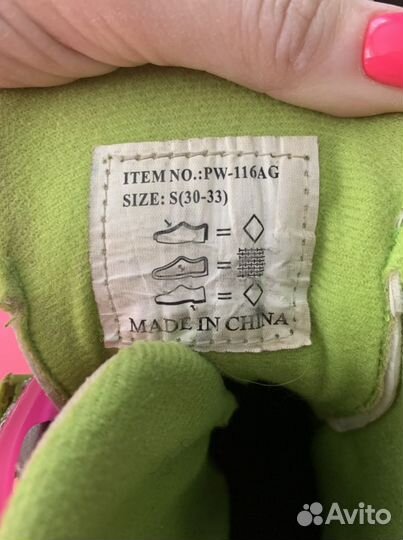 ITEM NO.:PW-116AG
SIZE: S(30-33)
=
=
=
MADE IN CHINA
Avito